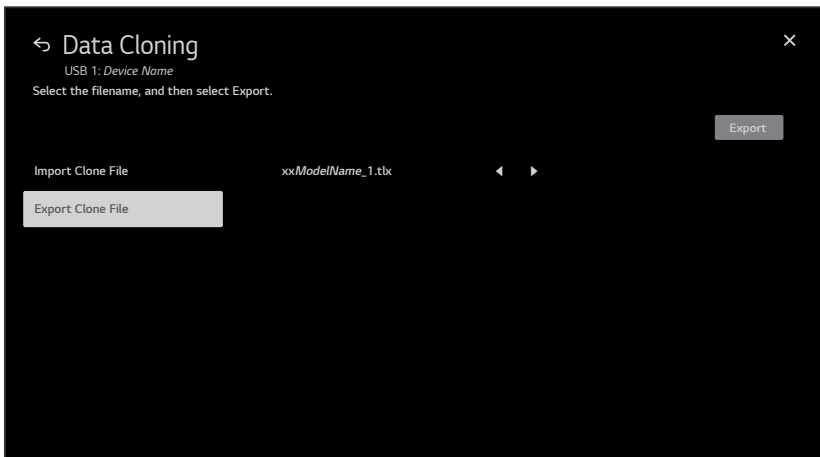 Data Cloning
USB 1: Device Name
Select the filename, and then select Export.
Export
Import Clone File
xxModelName_1.tlx
Export Clone File